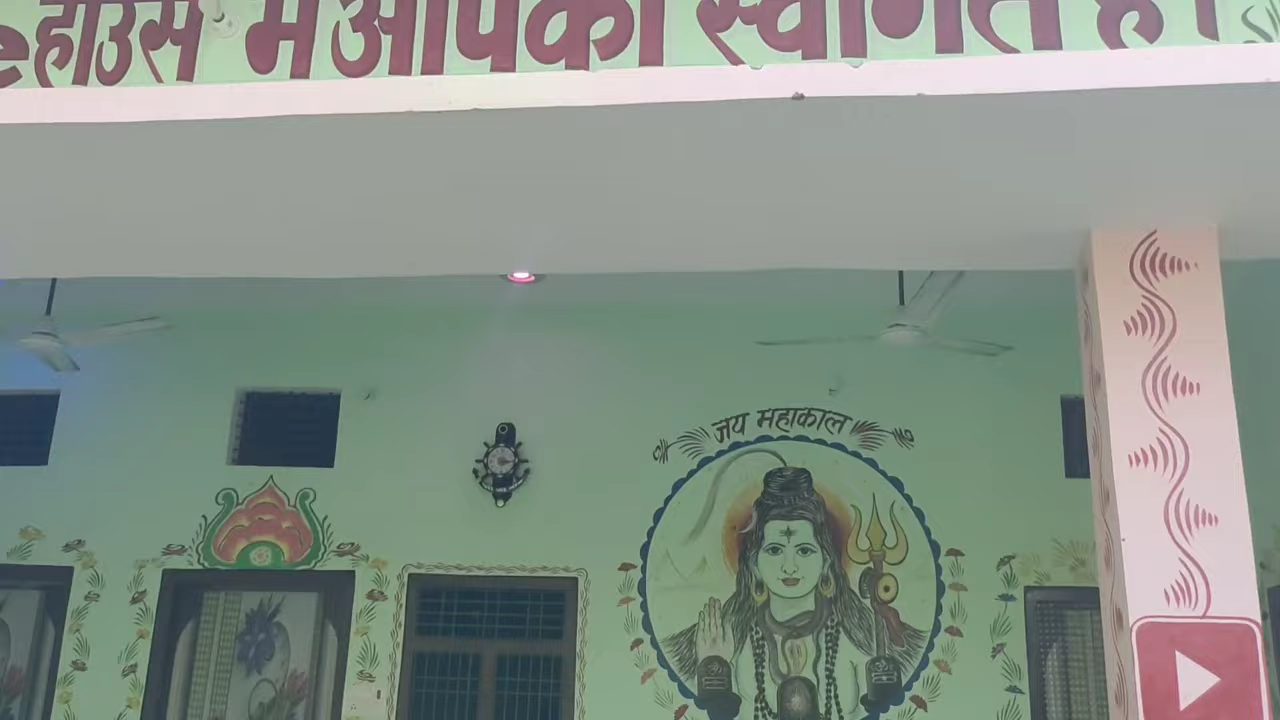 हाउस में आपका स्वागत है।
जय महाकाल